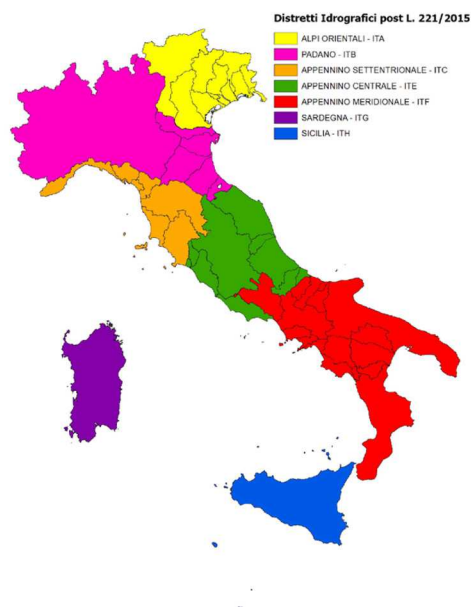 Distretti Idrografici post L. 221/2015
ALPI ORIENTALI - ITA
PADANO - ITB
APPENNINO SETTENTRIONALE - ITC
APPENNINO CENTRALE - ITE
APPENNINO MERIDIONALE - ITF
SARDEGNA - ITG
SICILIA - ITH